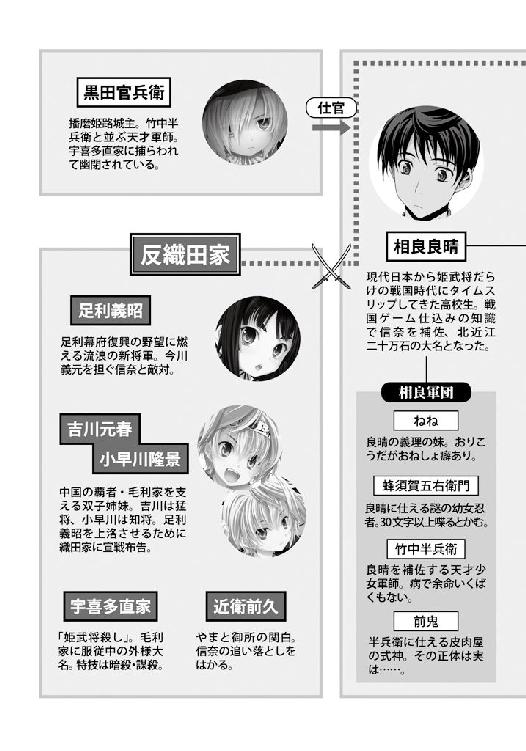 黒田官兵衛
播磨姫路城主。竹中半
兵衛と並ぶ天才軍師。
宇喜多直家に捕らわれ
て幽閉されている。
仕官
反織田家
足利義昭
足利幕府復興の野望に燃
える流浪の新将軍。今川
義元を担ぐ信奈と敵対。
吉川元春
小早川隆景
中国の覇者・毛利家を支
える双子姉妹。吉川は猛
将、小早川は知将。足利
義昭を上洛させるために
織田家に宣戦布告。
宇喜多直家
「姫武将殺し」。毛利
家に服従中の外様大
名。特技は暗殺・謀殺。
近衛前久
やまと御所の関白。
信奈の追い落としを
はかる。
相良良晴
現代日本から姫武将だら
けの戦国時代にタイムス
リップしてきた高校生。戦
国ゲーム仕込みの知識
で信奈を補佐、北近江
二十万石の大名となった。
相良軍団
ねね
良晴の義理の妹。おりこ
うだがおねしょ癖あり。
蜂須賀五右衛門
良晴に仕える謎の幼女忍
者。30文字以上喋るとかむ。
竹中半兵衛
良晴を補佐する天才少
女軍師。病で余命いくば
くもない。
前鬼
半兵衛に仕える皮肉屋
の式神。その正体は実
は……。